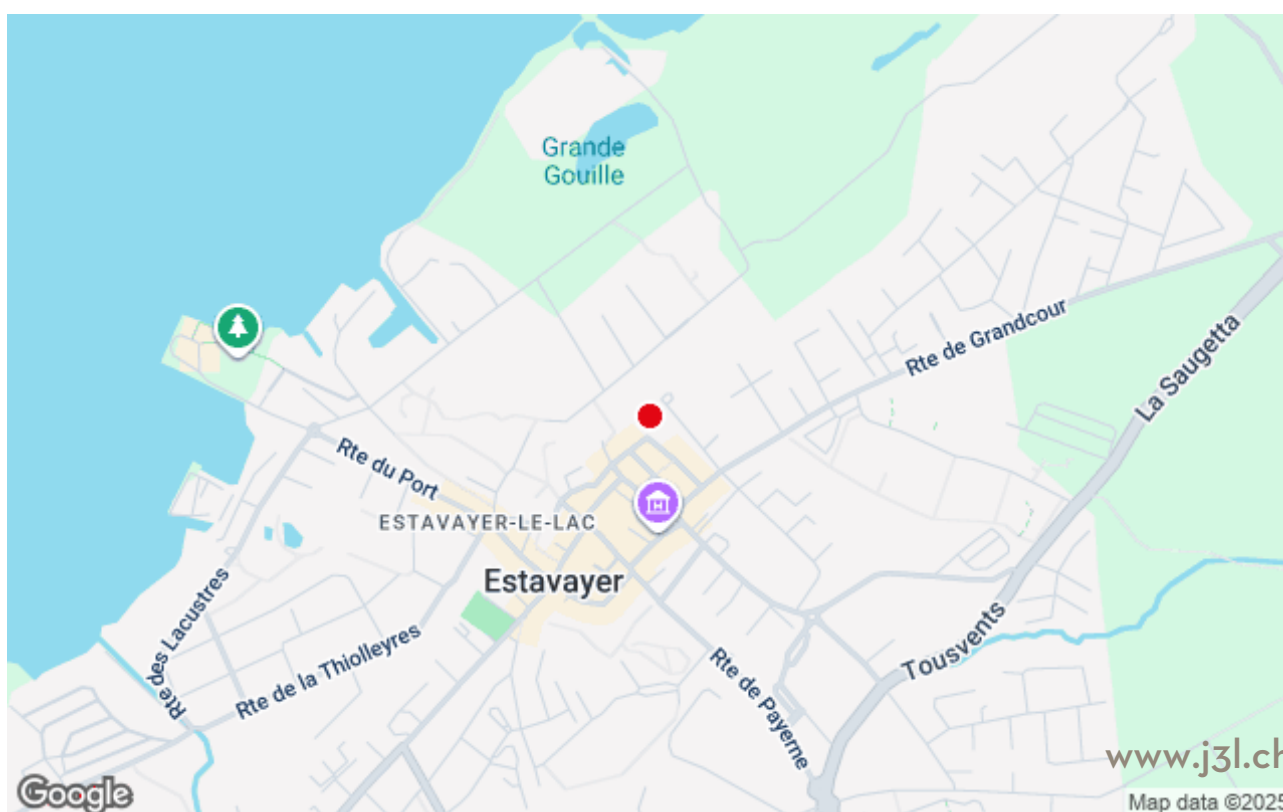 Grande
Gouille
Rte de Grandcour
La Saugetta
Rte du Port
ESTAVAYER-LE-LAC
Estavayer
Rte des Lacustres
Rte de la Thiolleyres
Tousvents
Rte de Payerne
www.j3l.ch
Google
Map data ©2025